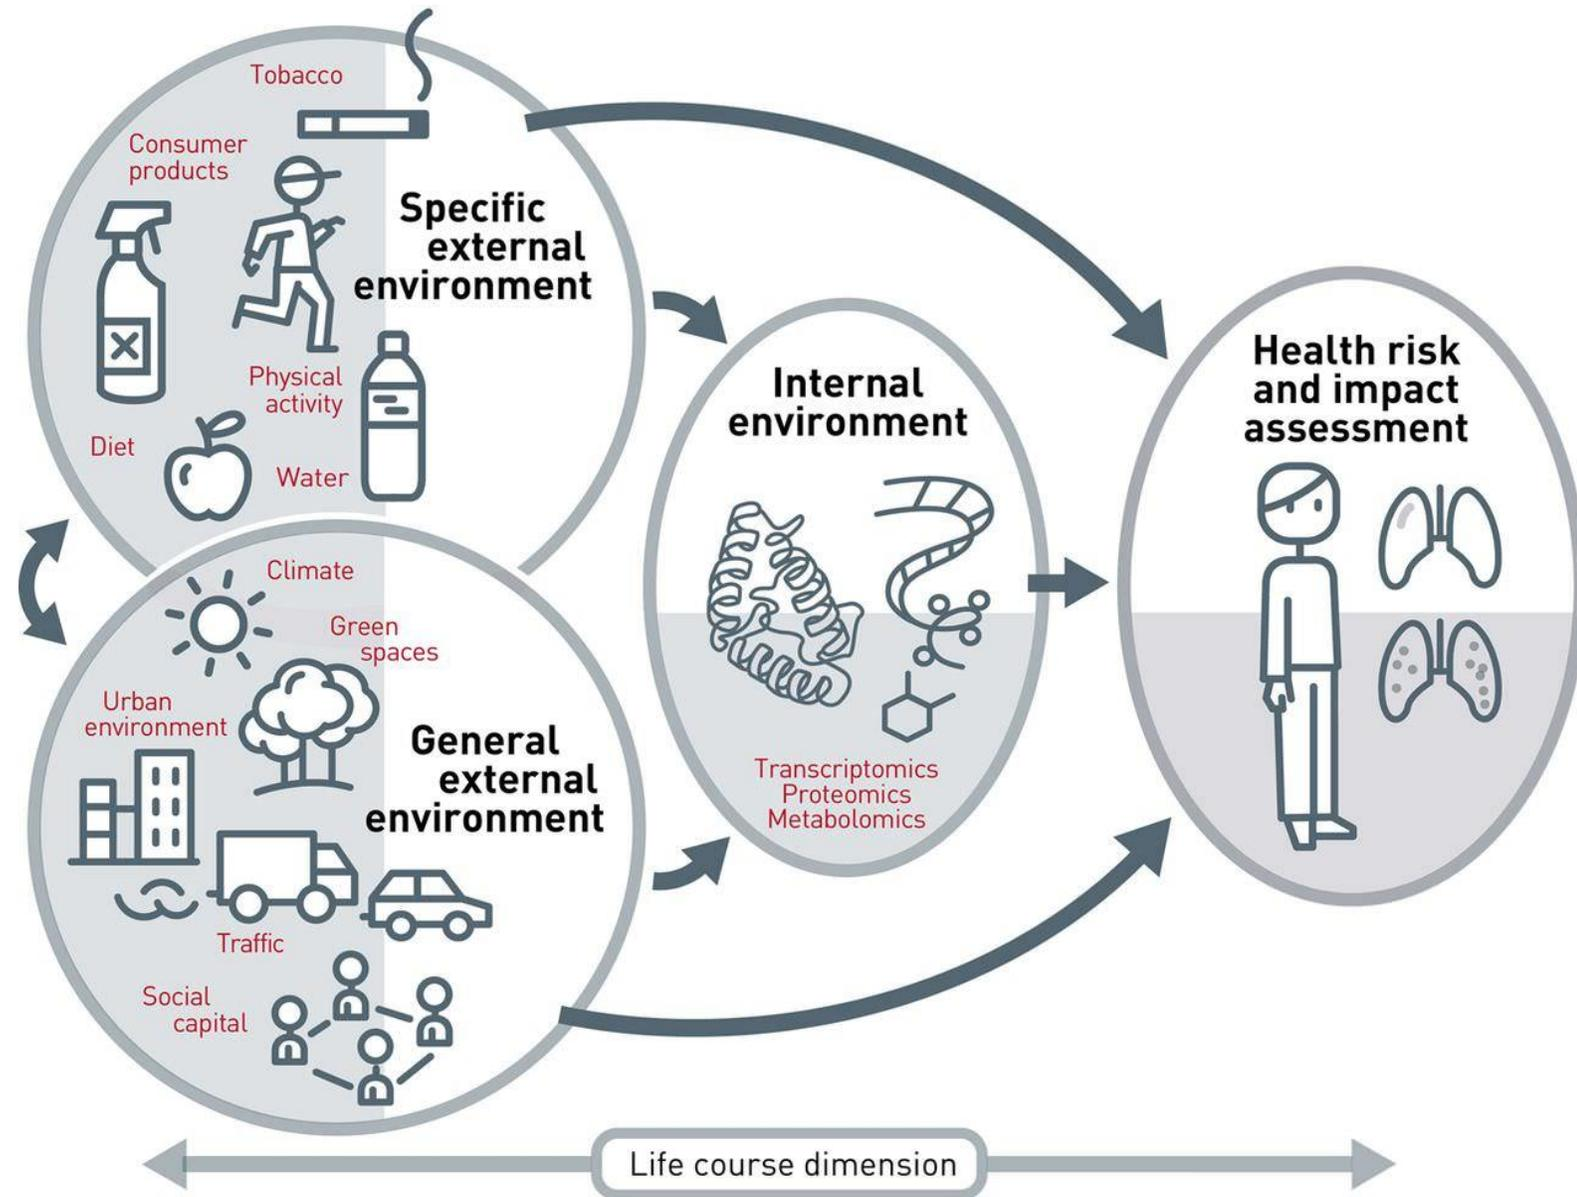 Tobacco
Consumer
products
Specific
external
environment
Physical
activity
Diet
Water
Climate
Green
spaces
Urban
environment
General
external
environment
Traffic
Social
capital
Internal
environment
Transcriptomics
Proteomics
Metabolomics
Health risk
and impact
assessment
Life course dimension